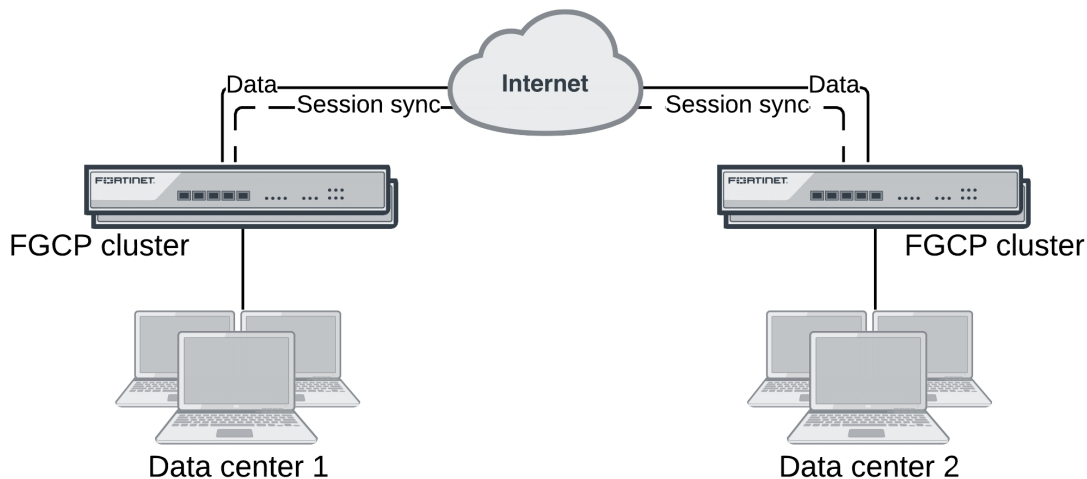 Internet
Data
Data
Session sync
Session sync
FORTINET.
FORTINET.
FGCP cluster
FGCP cluster
Data center 1
Data center 2